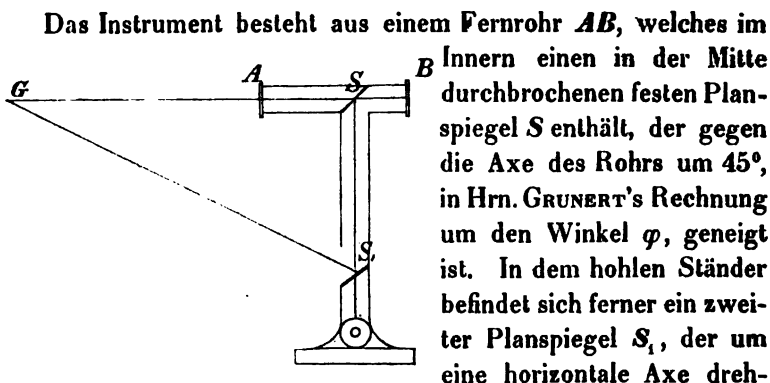 Das Instrument besteht aus einem Fernrohr AB, welches im
Innern einen in der Mitte
durchbrochenen festen Plan-
spiegel S enthält, der gegen
die Axe des Rohrs um 45°,
in Hrn. GRUNERT's Rechnung
um den Winkel φ, geneigt
ist. In dem hohlen Ständer
befindet sich ferner ein zwei-
ter Planspiegel S₁, der um
eine horizontale Axe dreh-
G
A
S
B
S₁